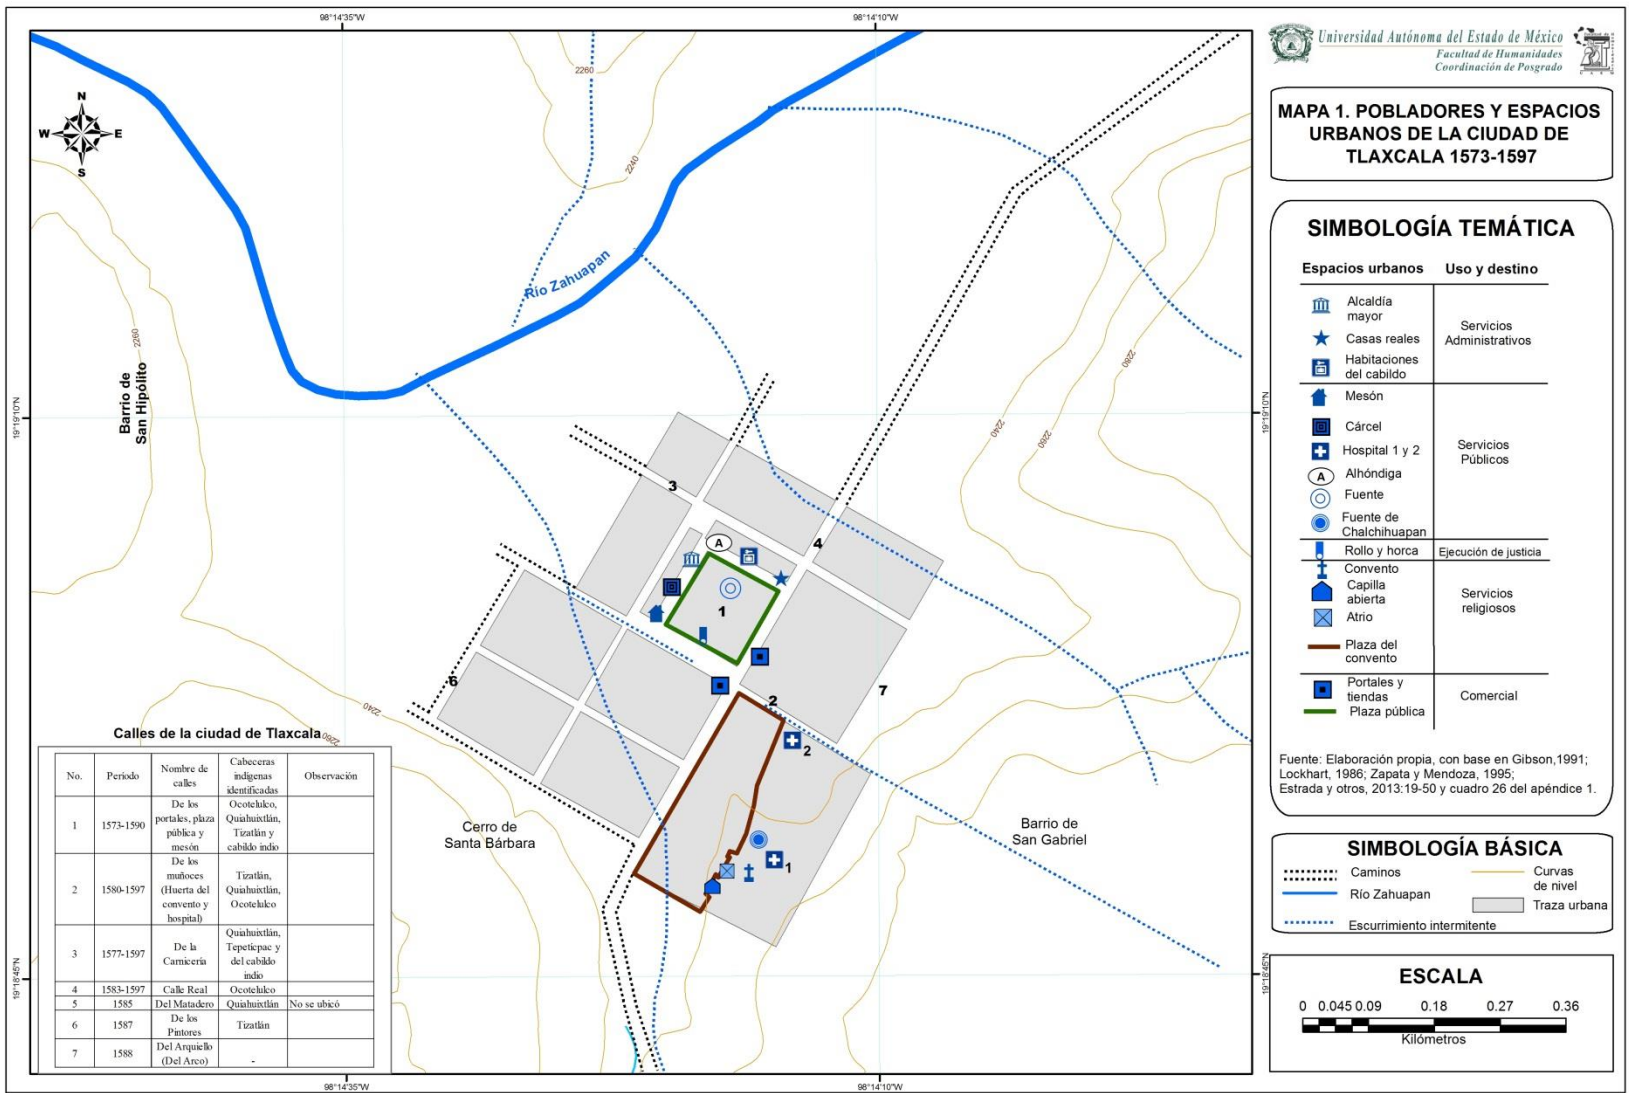 98°14'35"W
98°14'10"W
Universidad Autónoma del Estado de México
Facultad de Humanidades
Coordinación de Posgrado
MAPA 1. POBLADORES Y ESPACIOS
URBANOS DE LA CIUDAD DE
TLAXCALA 1573-1597
N
W
E
S
2260
2240
Río Zahuapan
2260
Barrio de
San Hipólito
2280
2240
2260
19°19'10"N
19°19'10"N
3
4
A
1
2
6
7
2
1
2240
2260
Cerro de
Santa Bárbara
Barrio de
San Gabriel
19°18'45"N
19°18'45"N
98°14'35"W
98°14'10"W
SIMBOLOGÍA TEMÁTICA
Espacios urbanos
Uso y destino
Alcaldía
mayor
Casas reales
Habitaciones
del cabildo
Servicios
Administrativos
Mesón
Cárcel
Hospital 1 y 2
A
Alhóndiga
Fuente
Fuente de
Chalchihuapan
Servicios
Públicos
Rollo y horca
Ejecución de justicia
Convento
Capilla
abierta
Atrio
Plaza del
convento
Servicios
religiosos
Portales y
tiendas
Plaza pública
Comercial
Fuente: Elaboración propia, con base en Gibson,1991;
Lockhart, 1986; Zapata y Mendoza, 1995;
Estrada y otros, 2013:19-50 y cuadro 26 del apéndice 1.
SIMBOLOGÍA BÁSICA
Caminos
Río Zahuapan
Escurrimiento intermitente
Curvas
de nivel
Traza urbana
ESCALA
0 0.045 0.09 0.18 0.27 0.36
Kilómetros
Calles de la ciudad de Tlaxcala
No.
Periodo
Nombre de
calles
Cabeceras
indígenas
identificadas
Observación
1
1573-1590
De los
portales, plaza
pública y
mesón
Ocotelulco,
Quiahuixtlán,
Tizatlán y
cabildo indio
2
1580-1597
De los
muñoces
(Huerta del
convento y
hospital)
Tizatlán,
Quiahuixtlán,
Ocotelulco
3
1577-1597
De la
Carnicería
Quiahuixtlán,
Tepeticpac y
del cabildo
indio
4
1583-1597
Calle Real
Ocotelulco
5
1585
Del Matadero
Quiahuixtlán
No se ubicó
6
1587
De los
Pintores
Tizatlán
7
1588
Del Arquiello
(Del Arco)
-